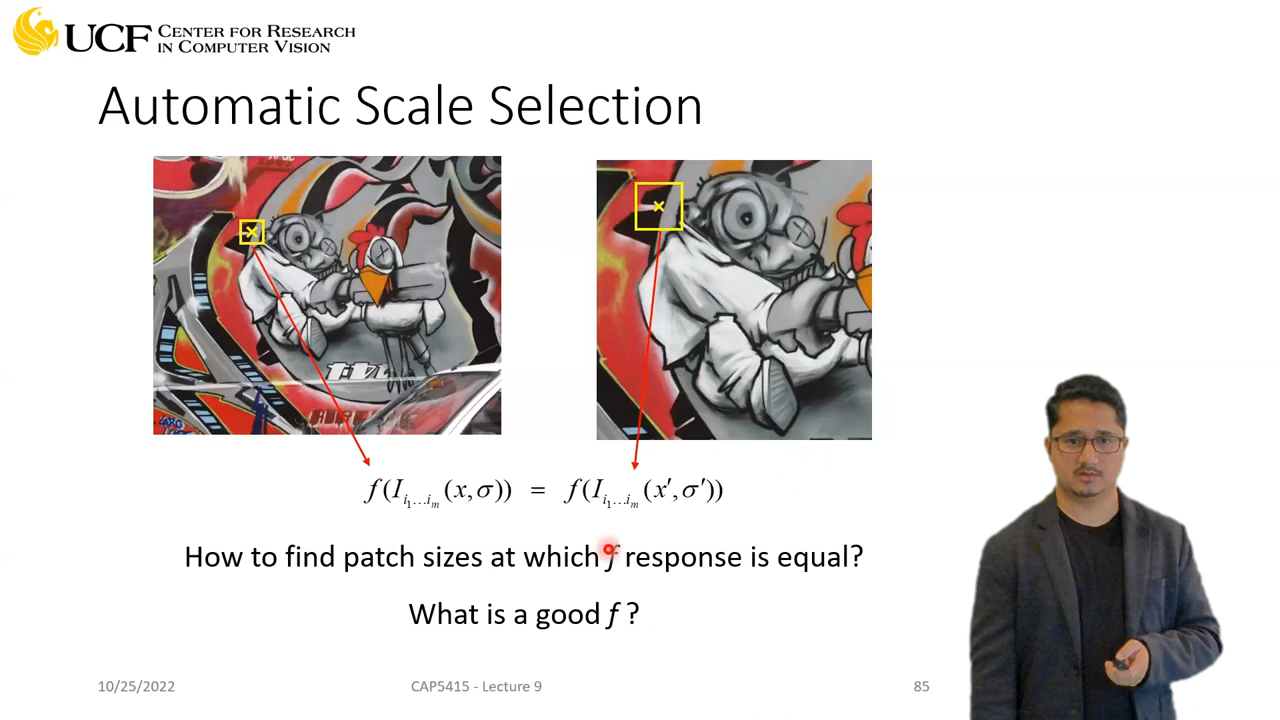 UCF CENTER FOR RESEARCH
IN COMPUTER VISION
Automatic Scale Selection
f(I_{i_1…i_m}(x,σ)) = f(I_{i_1…i_m}(x′,σ′))
How to find patch sizes at which f response is equal?
What is a good f ?
10/25/2022
CAP5415 - Lecture 9
85